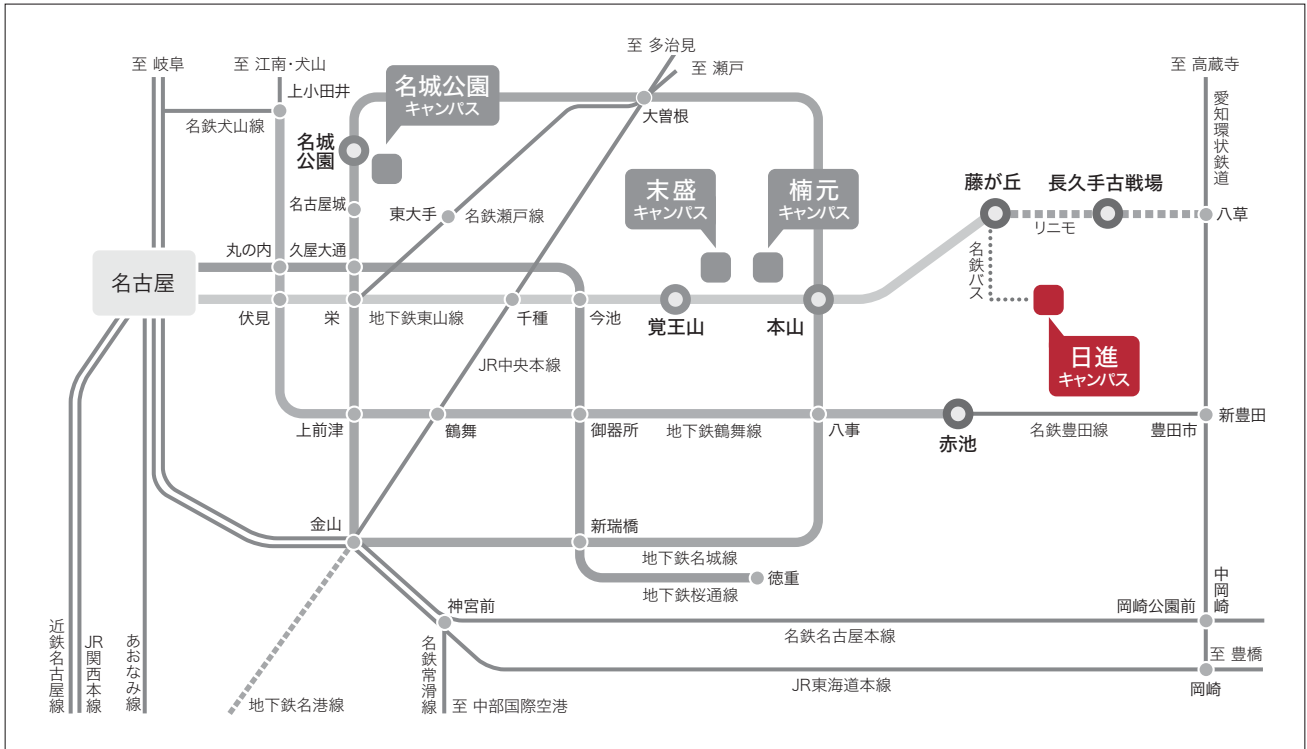 至 岐阜
至 江南・犬山
至 多治見
至 瀬戸
至 高蔵寺
上小田井
名鉄犬山線
名城公園
キャンパス
大曽根
愛知環状鉄道
名城
公園
名古屋城
東大手
名鉄瀬戸線
末盛
キャンパス
楠元
キャンパス
藤が丘
長久手古戦場
リニモ
八草
名鉄バス
丸の内
久屋大通
名古屋
伏見
栄
地下鉄東山線
千種
今池
覚王山
本山
日進
キャンパス
JR中央本線
上前津
鶴舞
御器所
地下鉄鶴舞線
八事
赤池
名鉄豊田線
豊田市
新豊田
金山
新瑞橋
地下鉄名城線
徳重
地下鉄桜通線
神宮前
岡崎公園前
中岡崎
名鉄名古屋本線
近鉄名古屋線
JR関西本線
あおなみ線
地下鉄名港線
名鉄常滑線
至 中部国際空港
JR東海道本線
至 豊橋
岡崎